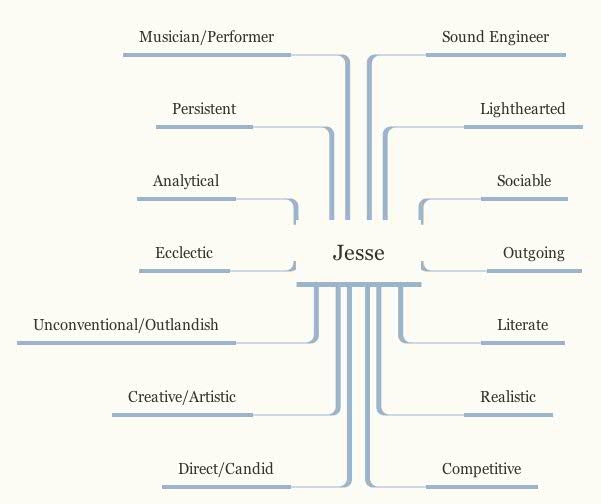 Musician/Performer
Sound Engineer
Persistent
Lighthearted
Analytical
Sociable
Ecclectic
Jesse
Outgoing
Unconventional/Outlandish
Literate
Creative/Artistic
Realistic
Direct/Candid
Competitive